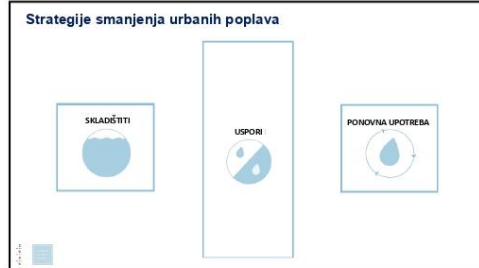 Strategije smanjenja urbanih poplava
SKLADIŠTITI
USPORI
PONOVNA UPOTREBA